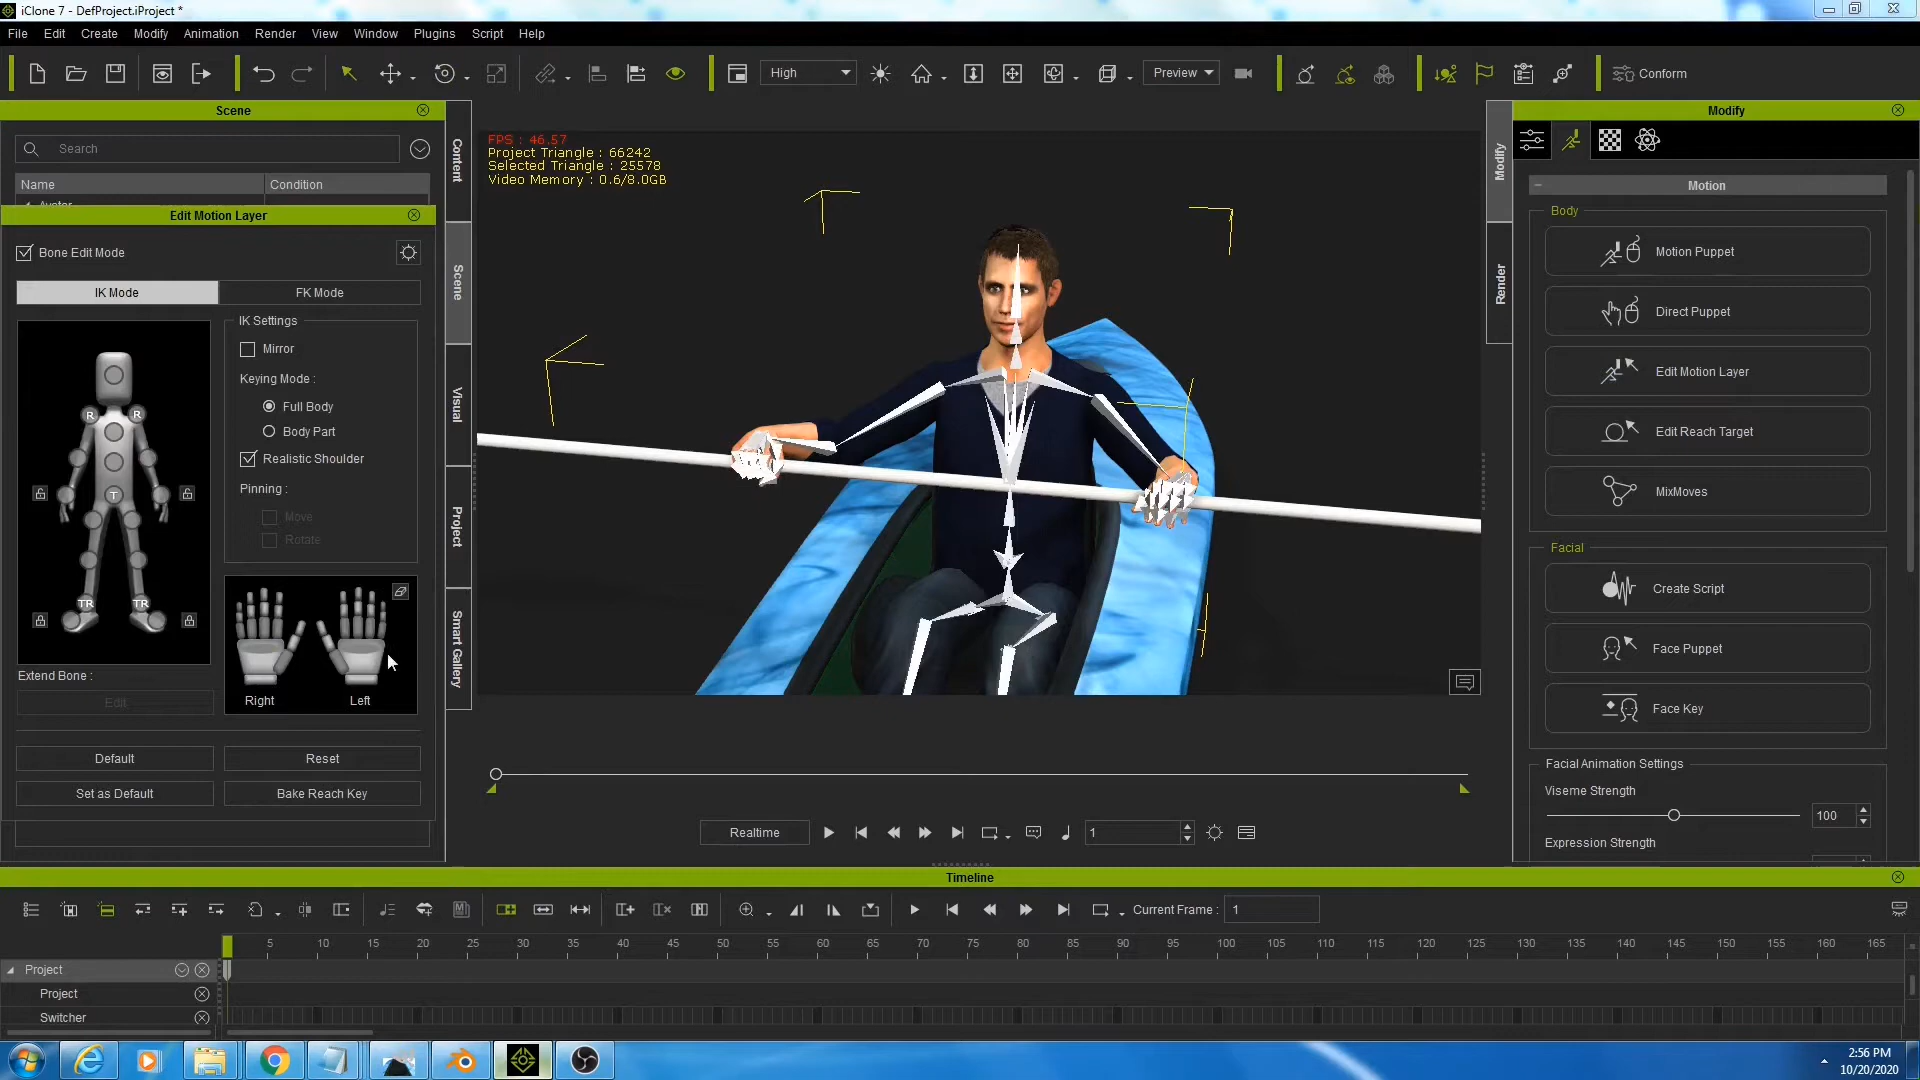 iClone 7 - DefProject.iProject *
File Edit Create Modify Animation Render View Window Plugins Script Help
High
Preview
Conform
Scene
Search
Name Condition
Avatar
Edit Motion Layer
Bone Edit Mode
IK Mode FK Mode
IK Settings
Mirror
Keying Mode :
Full Body
Body Part
Realistic Shoulder
Pinning :
Move
Rotate
R R
T
TR TR
Right Left
Extend Bone :
Edit
Default Reset
Set as Default Bake Reach Key
Content
Scene
Visual
Project
Smart Gallery
FPS : 46.57
Project Triangle : 66242
Selected Triangle : 25578
Video Memory : 0.6/8.0GB
Realtime
1
Modify
Render
Modify
Motion
Body
Motion Puppet
Direct Puppet
Edit Motion Layer
Edit Reach Target
MixMoves
Facial
Create Script
Face Puppet
Face Key
Facial Animation Settings
Viseme Strength
100
Expression Strength
Timeline
Current Frame : 1
5 10 15 20 25 30 35 40 45 50 55 60 65 70 75 80 85 90 95 100 105 110 115 120 125 130 135 140 145 150 155 160 165
Project
Project
Switcher
2:56 PM
10/20/2020